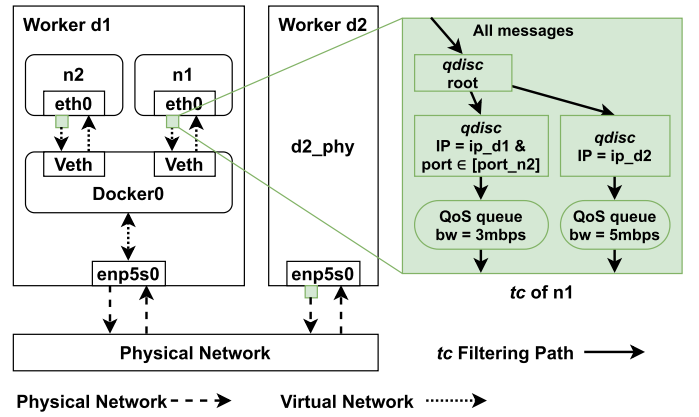 Worker d1
n2
eth0
n1
eth0
Veth
Veth
Docker0
enp5s0
Worker d2
d2_phy
enp5s0
Physical Network
All messages
qdisc
root
qdisc
IP = ip_d1 &
port ∈ [port_n2]
qdisc
IP = ip_d2
QoS queue
bw = 3mbps
QoS queue
bw = 5mbps
tc of n1
tc Filtering Path
Physical Network
Virtual Network